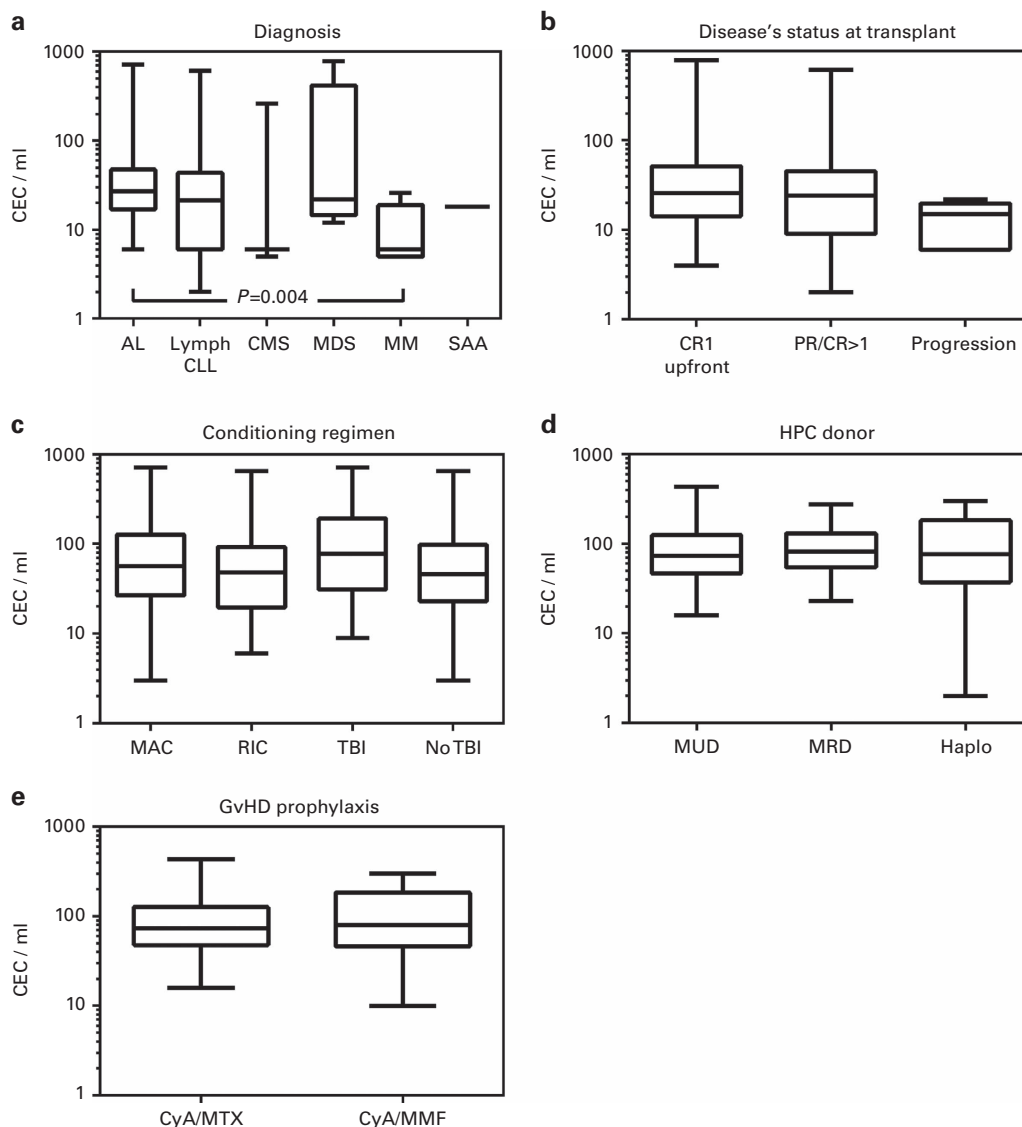 a
Diagnosis
1000
100
10
1
CEC / ml
P=0.004
AL Lymph CLL CMS MDS MM SAA
b
Disease's status at transplant
1000
100
10
1
CEC / ml
CR1 upfront PR/CR>1 Progression
c
Conditioning regimen
1000
100
10
1
CEC / ml
MAC RIC TBI No TBI
d
HPC donor
1000
100
10
1
CEC / ml
MUD MRD Haplo
e
GvHD prophylaxis
1000
100
10
1
CEC / ml
CyA/MTX CyA/MMF